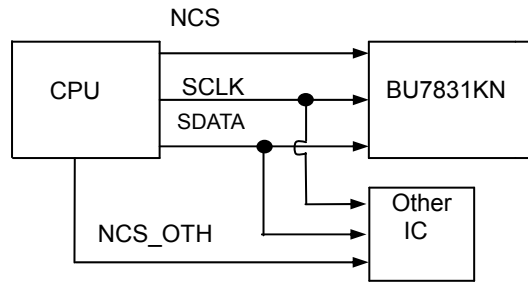 NCS
CPU
SCLK
BU7831KN
SDATA
Other
IC
NCS_OTH